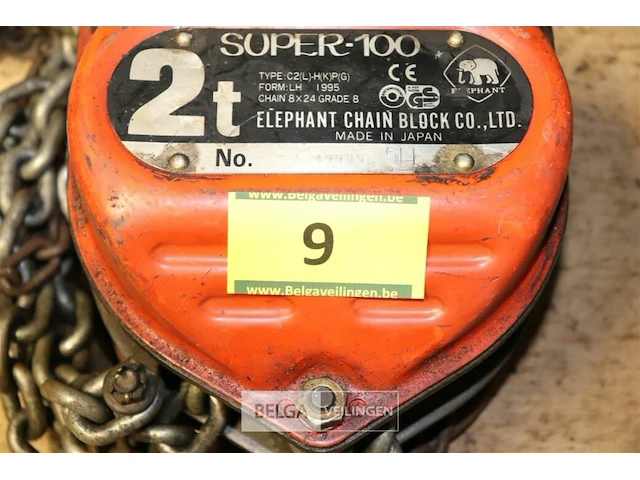 SUPER-100
2t
TYPE: C2(L)-H(K)P(G)
FORM: LH 1995
CHAIN 8×24 GRADE 8
CE
GS
ELEPHANT
ELEPHANT CHAIN BLOCK CO.,LTD.
MADE IN JAPAN
No.
www.Belgaveilingen.be
9
www.Belgaveilingen.be
BELGA VEILINGEN